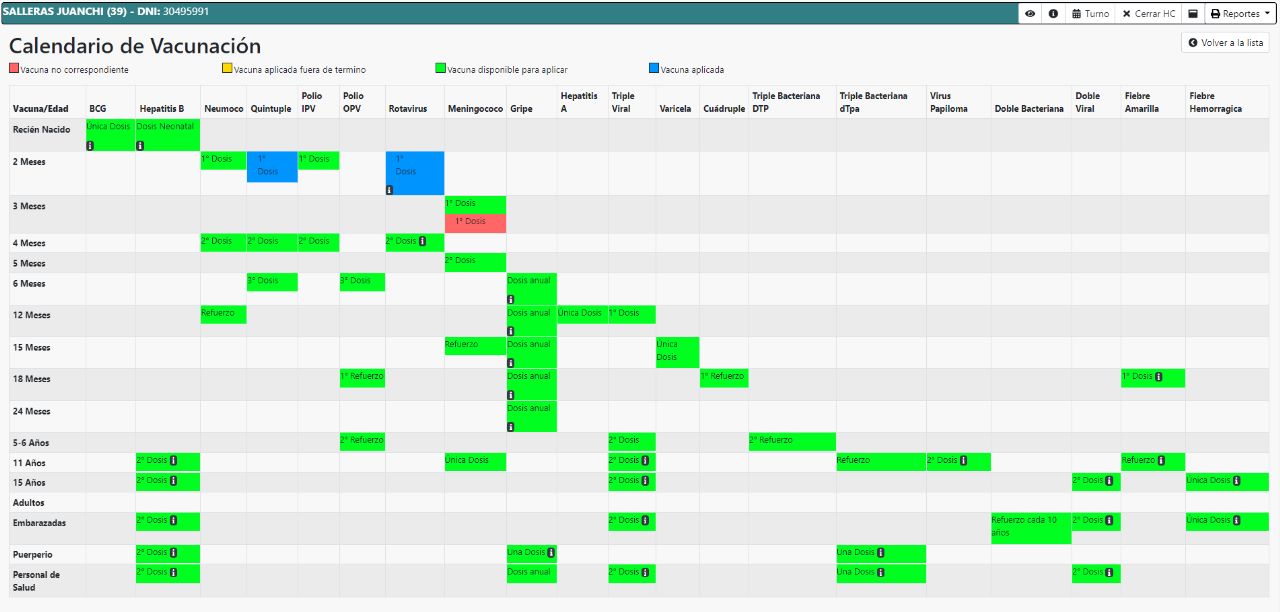 SALLERAS JUANCHI (39) - DNI: 30495991
Turno Cerrar HC Reportes
Calendario de Vacunación
Volver a la lista
Vacuna no correspondiente Vacuna aplicada fuera de termino Vacuna disponible para aplicar Vacuna aplicada
Vacuna/Edad BCG Hepatitis B Neumoco Quintuple Polio IPV Polio OPV Rotavirus Meningococo Gripe Hepatitis A Triple Viral Varicela Cuádruple Triple Bacteriana DTP Triple Bacteriana dTpa Virus Papiloma Doble Bacteriana Doble Viral Fiebre Amarilla Fiebre Hemorragica
Recién Nacido Única Dosis Dosis Neonatal
2 Meses 1° Dosis 1° Dosis 1° Dosis 1° Dosis
3 Meses 1° Dosis
1° Dosis
4 Meses 2° Dosis 2° Dosis 2° Dosis 2° Dosis
5 Meses 2° Dosis
6 Meses 3° Dosis 3° Dosis Dosis anual
12 Meses Refuerzo Dosis anual Única Dosis 1° Dosis
15 Meses Refuerzo Dosis anual Única Dosis
18 Meses 1° Refuerzo Dosis anual 1° Refuerzo 1° Dosis
24 Meses Dosis anual
5-6 Años 2° Refuerzo 2° Dosis 2° Refuerzo
11 Años 2° Dosis Única Dosis 2° Dosis Refuerzo 2° Dosis Refuerzo
15 Años 2° Dosis 2° Dosis 2° Dosis Única Dosis
Adultos
Embarazadas 2° Dosis 2° Dosis Refuerzo cada 10 años 2° Dosis Única Dosis
Puerperio 2° Dosis Una Dosis Una Dosis
Personal de Salud 2° Dosis Dosis anual 2° Dosis Una Dosis 2° Dosis